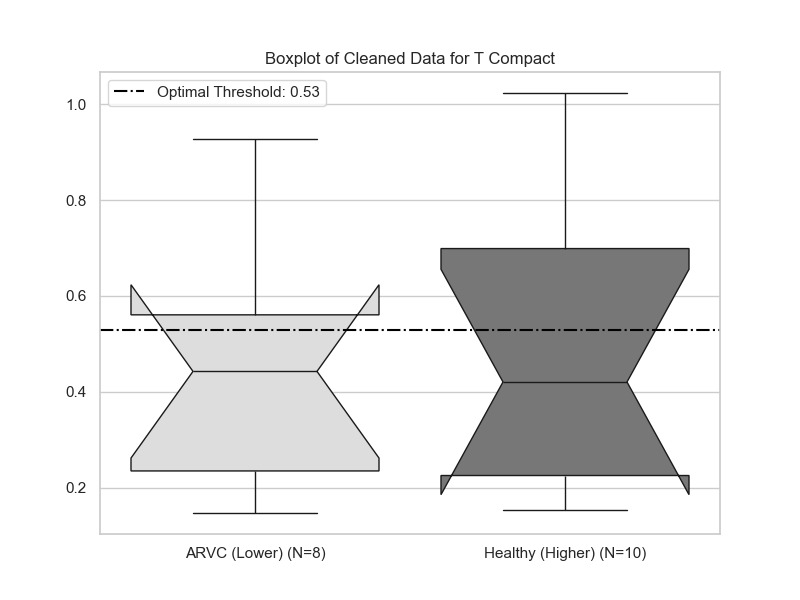 Boxplot of Cleaned Data for T Compact
Optimal Threshold: 0.53
1.0
0.8
0.6
0.4
0.2
ARVC (Lower) (N=8)
Healthy (Higher) (N=10)